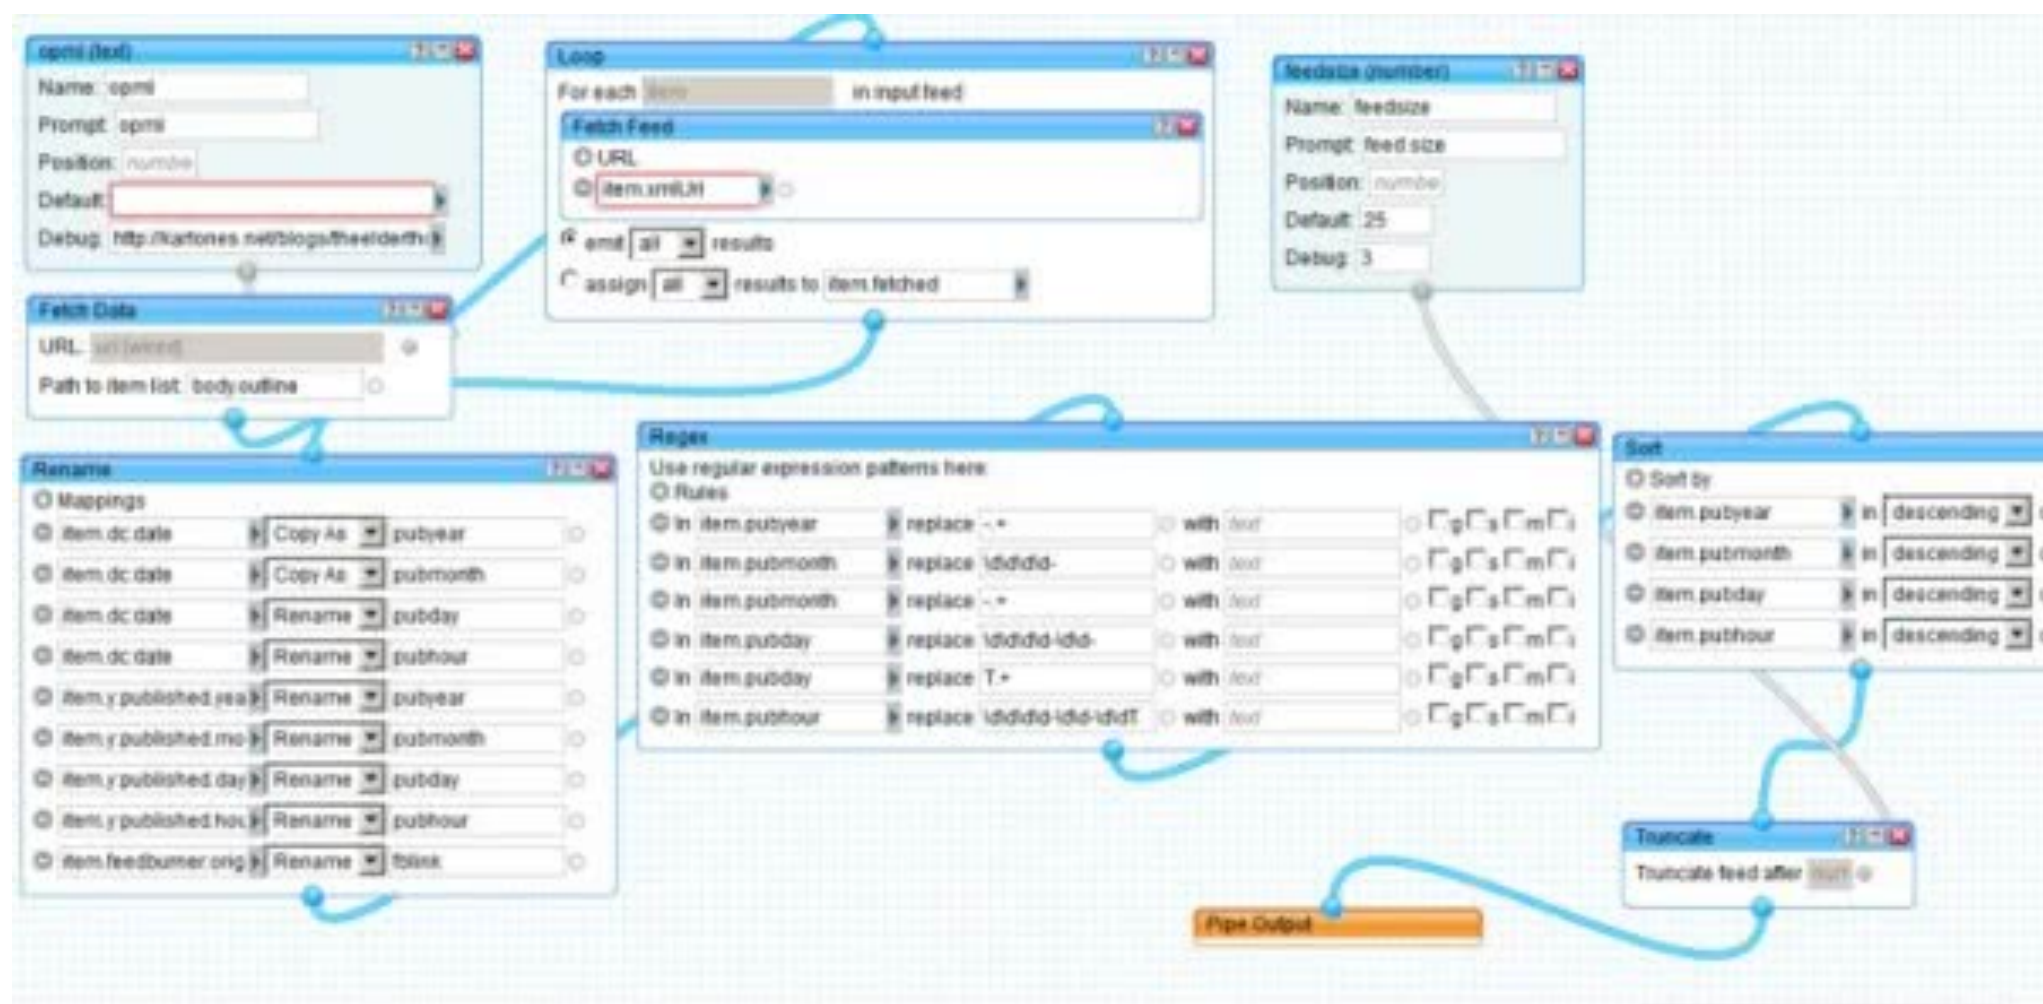 opml (text)
Name: opml
Prompt: opml
Position: number
Default:
Debug: http://kartones.net/blogs/theelderth
Fetch Data
URL: url [wired]
Path to item list: body.outline
Rename
Mappings
item.dc:date Copy As pubyear
item.dc:date Copy As pubmonth
item.dc:date Rename pubday
item.dc:date Rename pubhour
item.y:published.yea Rename pubyear
item.y:published.mo Rename pubmonth
item.y:published.day Rename pubday
item.y:published.hou Rename pubhour
item.feedburner:orig Rename fblink
Loop
For each item in input feed
Fetch Feed
URL
item.xmlUrl
emit all results
assign all results to item.fetched
feedsize (number)
Name: feedsize
Prompt: feed size
Position: number
Default: 25
Debug: 3
Regex
Use regular expression patterns here:
Rules
In item.pubyear replace -.+ with text g s m i
In item.pubmonth replace \d\d\d\d- with text g s m i
In item.pubmonth replace -.+ with text g s m i
In item.pubday replace \d\d\d\d-\d\d- with text g s m i
In item.pubday replace T.+ with text g s m i
In item.pubhour replace \d\d\d\d-\d\d-\d\dT with text g s m i
Sort
Sort by
item.pubyear in descending
item.pubmonth in descending
item.pubday in descending
item.pubhour in descending
Truncate
Truncate feed after num
Pipe Output